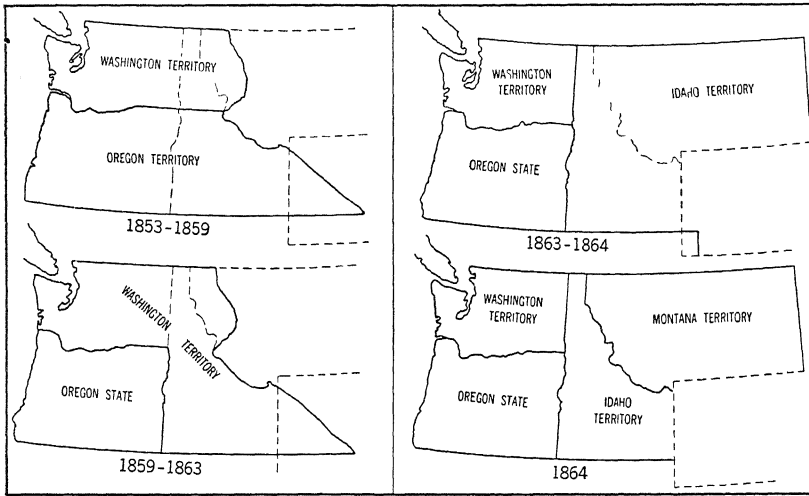 WASHINGTON TERRITORY
OREGON TERRITORY
1853-1859
WASHINGTON
TERRITORY
IDAHO TERRITORY
OREGON STATE
1863-1864
WASHINGTON
TERRITORY
OREGON STATE
1859-1863
WASHINGTON
TERRITORY
MONTANA TERRITORY
OREGON STATE
IDAHO
TERRITORY
1864